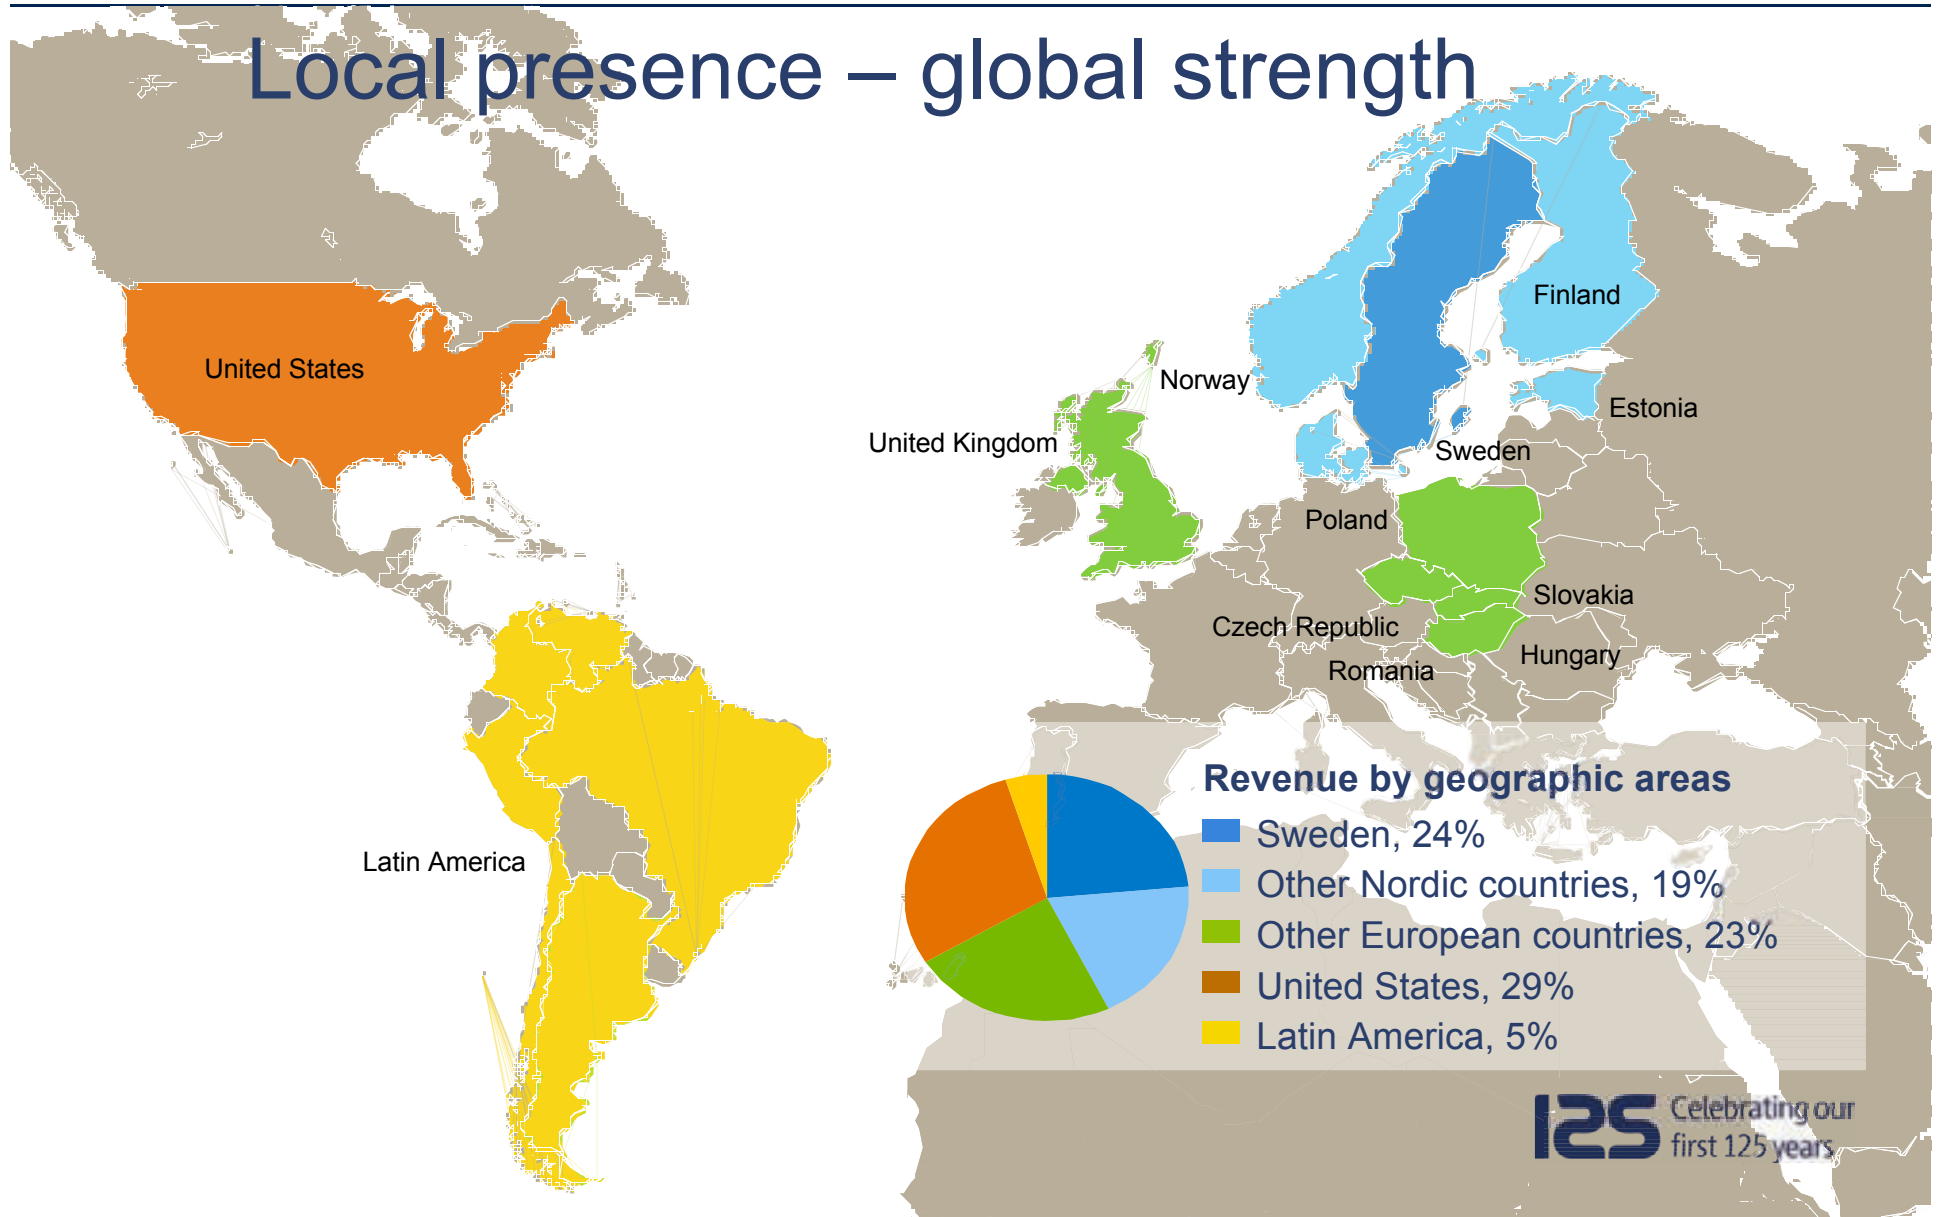 Local presence – global strength
Finland
United States
Norway
Estonia
United Kingdom
Sweden
Poland
Slovakia
Czech Republic
Hungary
Romania
Latin America
Revenue by geographic areas
Sweden, 24%
Other Nordic countries, 19%
Other European countries, 23%
United States, 29%
Latin America, 5%
125 Celebrating our
first 125 years